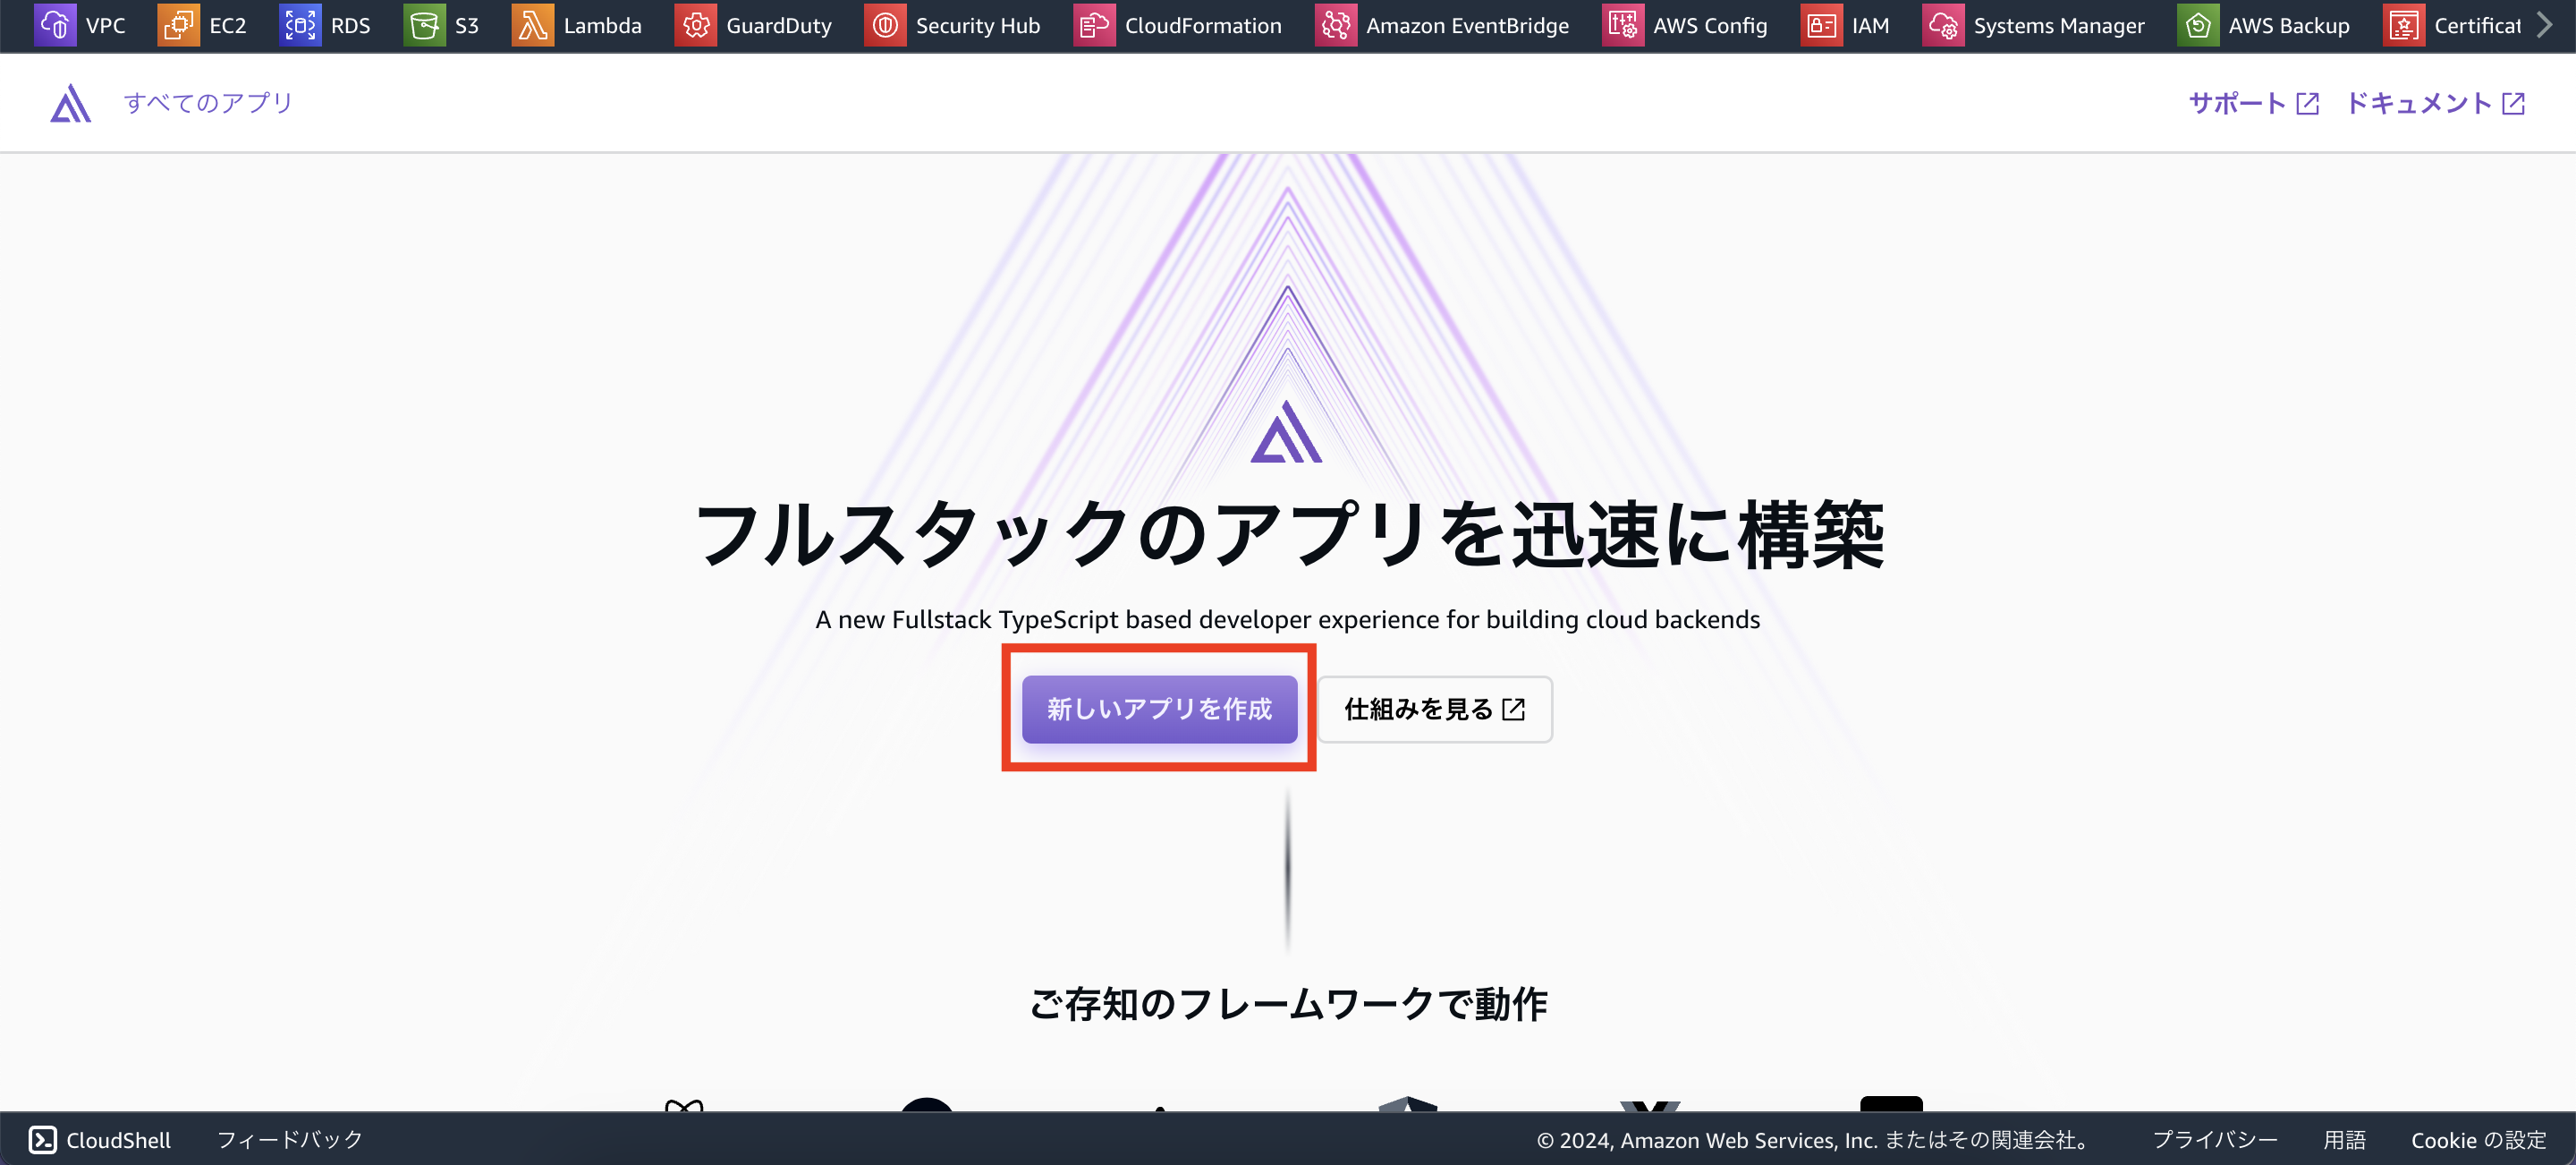 VPC EC2 RDS S3 Lambda GuardDuty Security Hub CloudFormation Amazon EventBridge AWS Config IAM Systems Manager AWS Backup Certificat
すべてのアプリ サポート ドキュメント
フルスタックのアプリを迅速に構築
A new Fullstack TypeScript based developer experience for building cloud backends
新しいアプリを作成 仕組みを見る
ご存知のフレームワークで動作
CloudShell フィードバック © 2024, Amazon Web Services, Inc. またはその関連会社。 プライバシー 用語 Cookie の設定